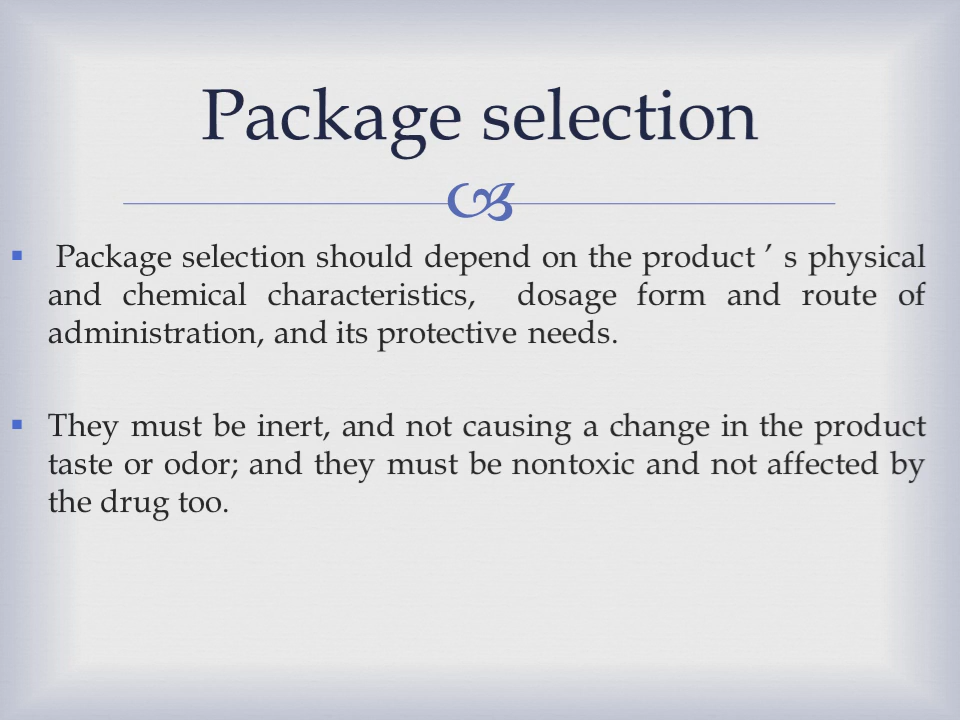 Package selection
▪ Package selection should depend on the product ’ s physical
and chemical characteristics, dosage form and route of
administration, and its protective needs.
▪ They must be inert, and not causing a change in the product
taste or odor; and they must be nontoxic and not affected by
the drug too.